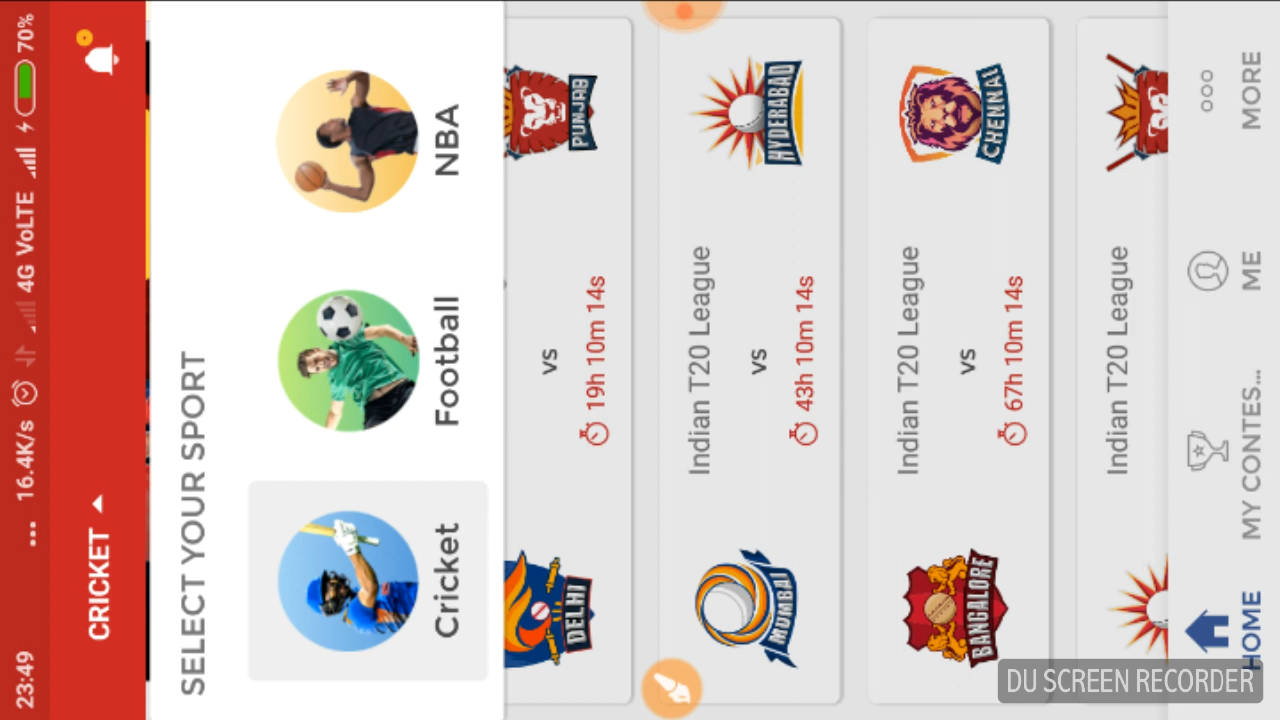 23:49 ... 16.4K/s 4G VoLTE 70%
CRICKET
SELECT YOUR SPORT
Cricket Football NBA
DELHI vs PUNJAB
19h 10m 14s
Indian T20 League
MUMBAI vs HYDERABAD
43h 10m 14s
Indian T20 League
BANGALORE vs CHENNAI
67h 10m 14s
Indian T20 League
HOME MY CONTES... ME MORE
DU SCREEN RECORDER